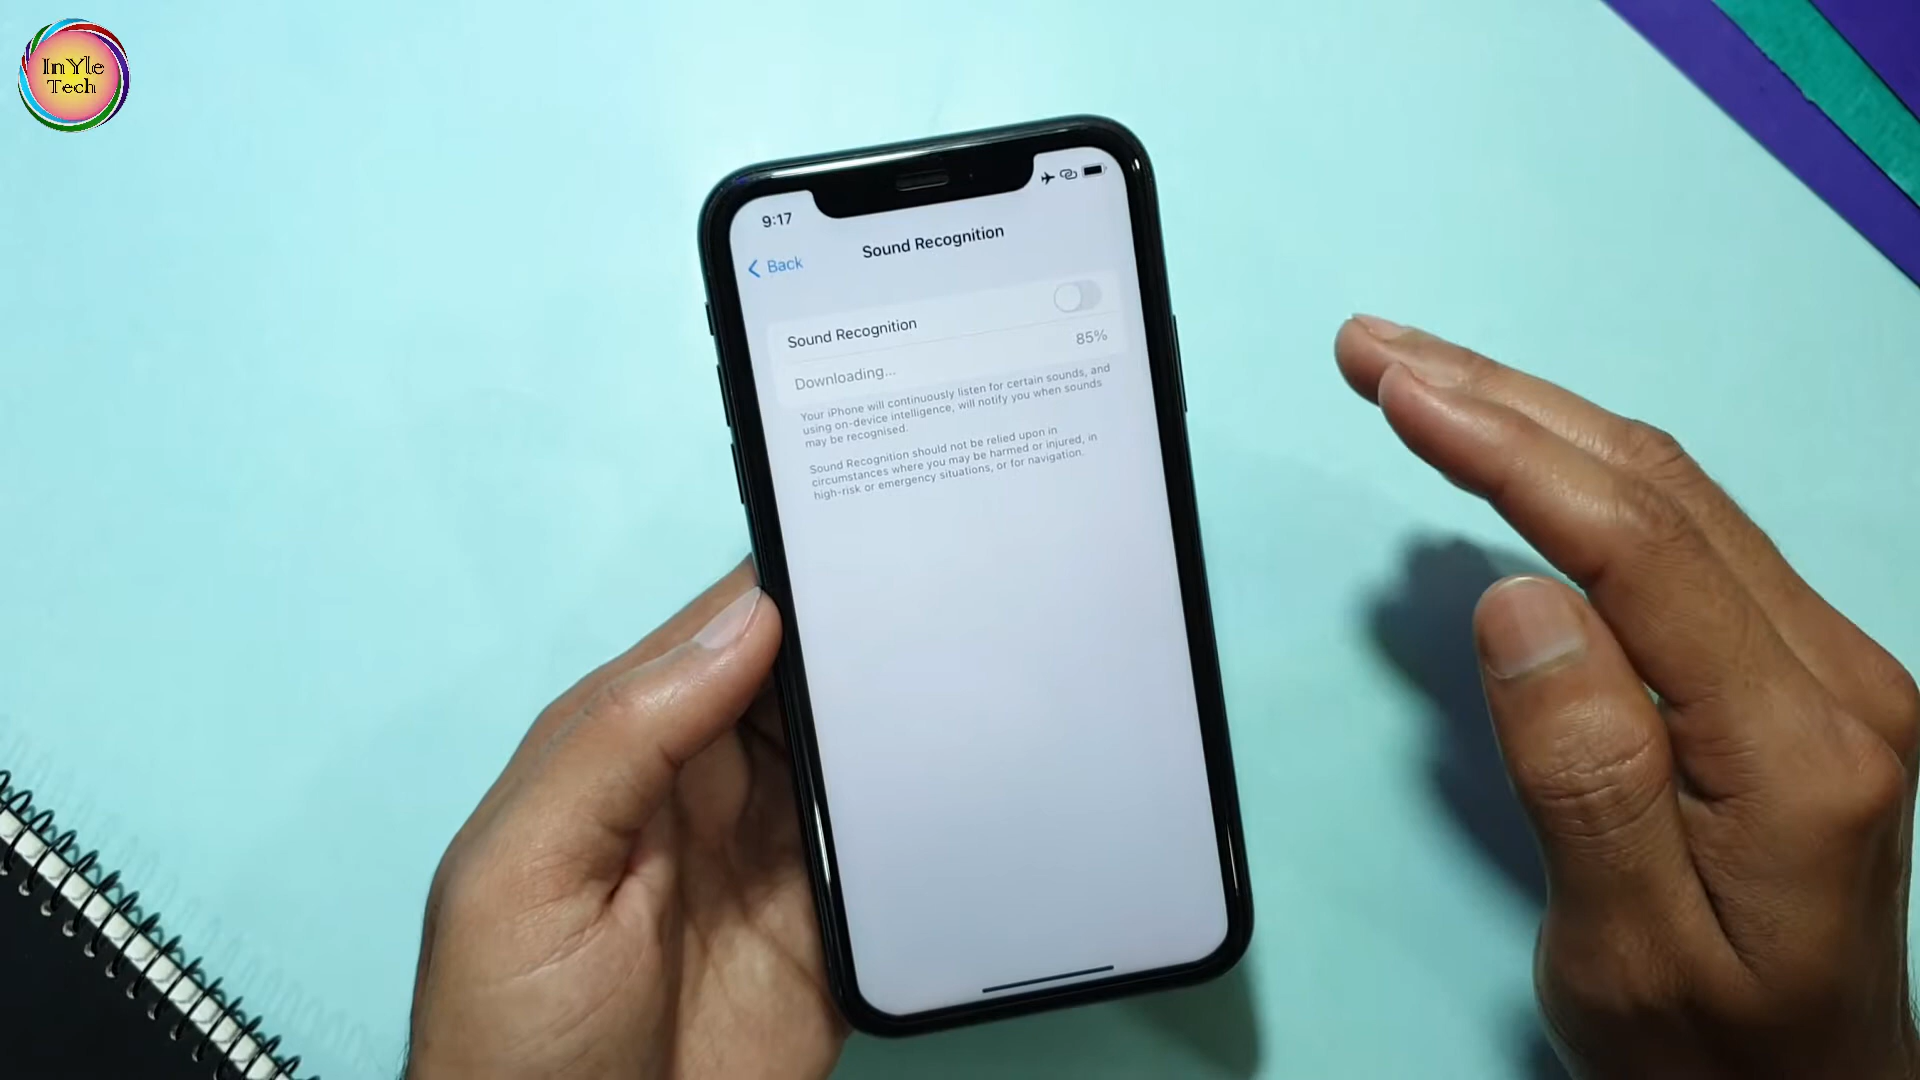 InYle
Tech
9:17
Back
Sound Recognition
Sound Recognition
Downloading...
85%
Your iPhone will continuously listen for certain sounds, and
using on-device intelligence, will notify you when sounds
may be recognised.
Sound Recognition should not be relied upon in
circumstances where you may be harmed or injured, in
high-risk or emergency situations, or for navigation.